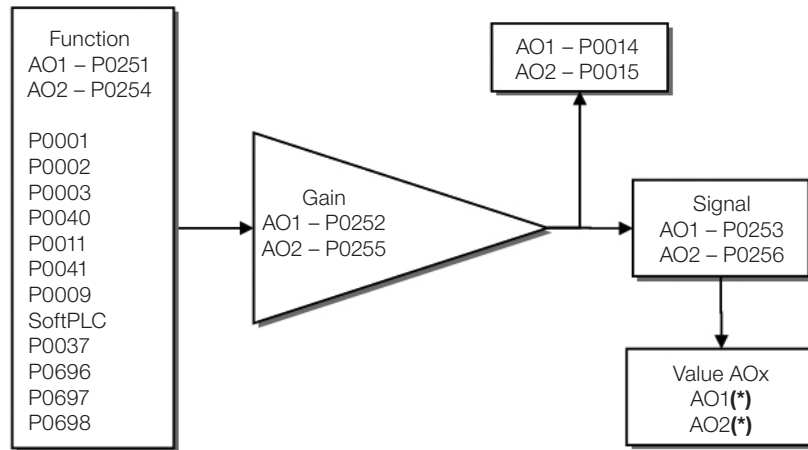 Function
AO1 – P0251
AO2 – P0254
P0001
P0002
P0003
P0040
P0011
P0041
P0009
SoftPLC
P0037
P0696
P0697
P0698
Gain
AO1 – P0252
AO2 – P0255
AO1 – P0014
AO2 – P0015
Signal
AO1 – P0253
AO2 – P0256
Value AOx
AO1(*)
AO2(*)